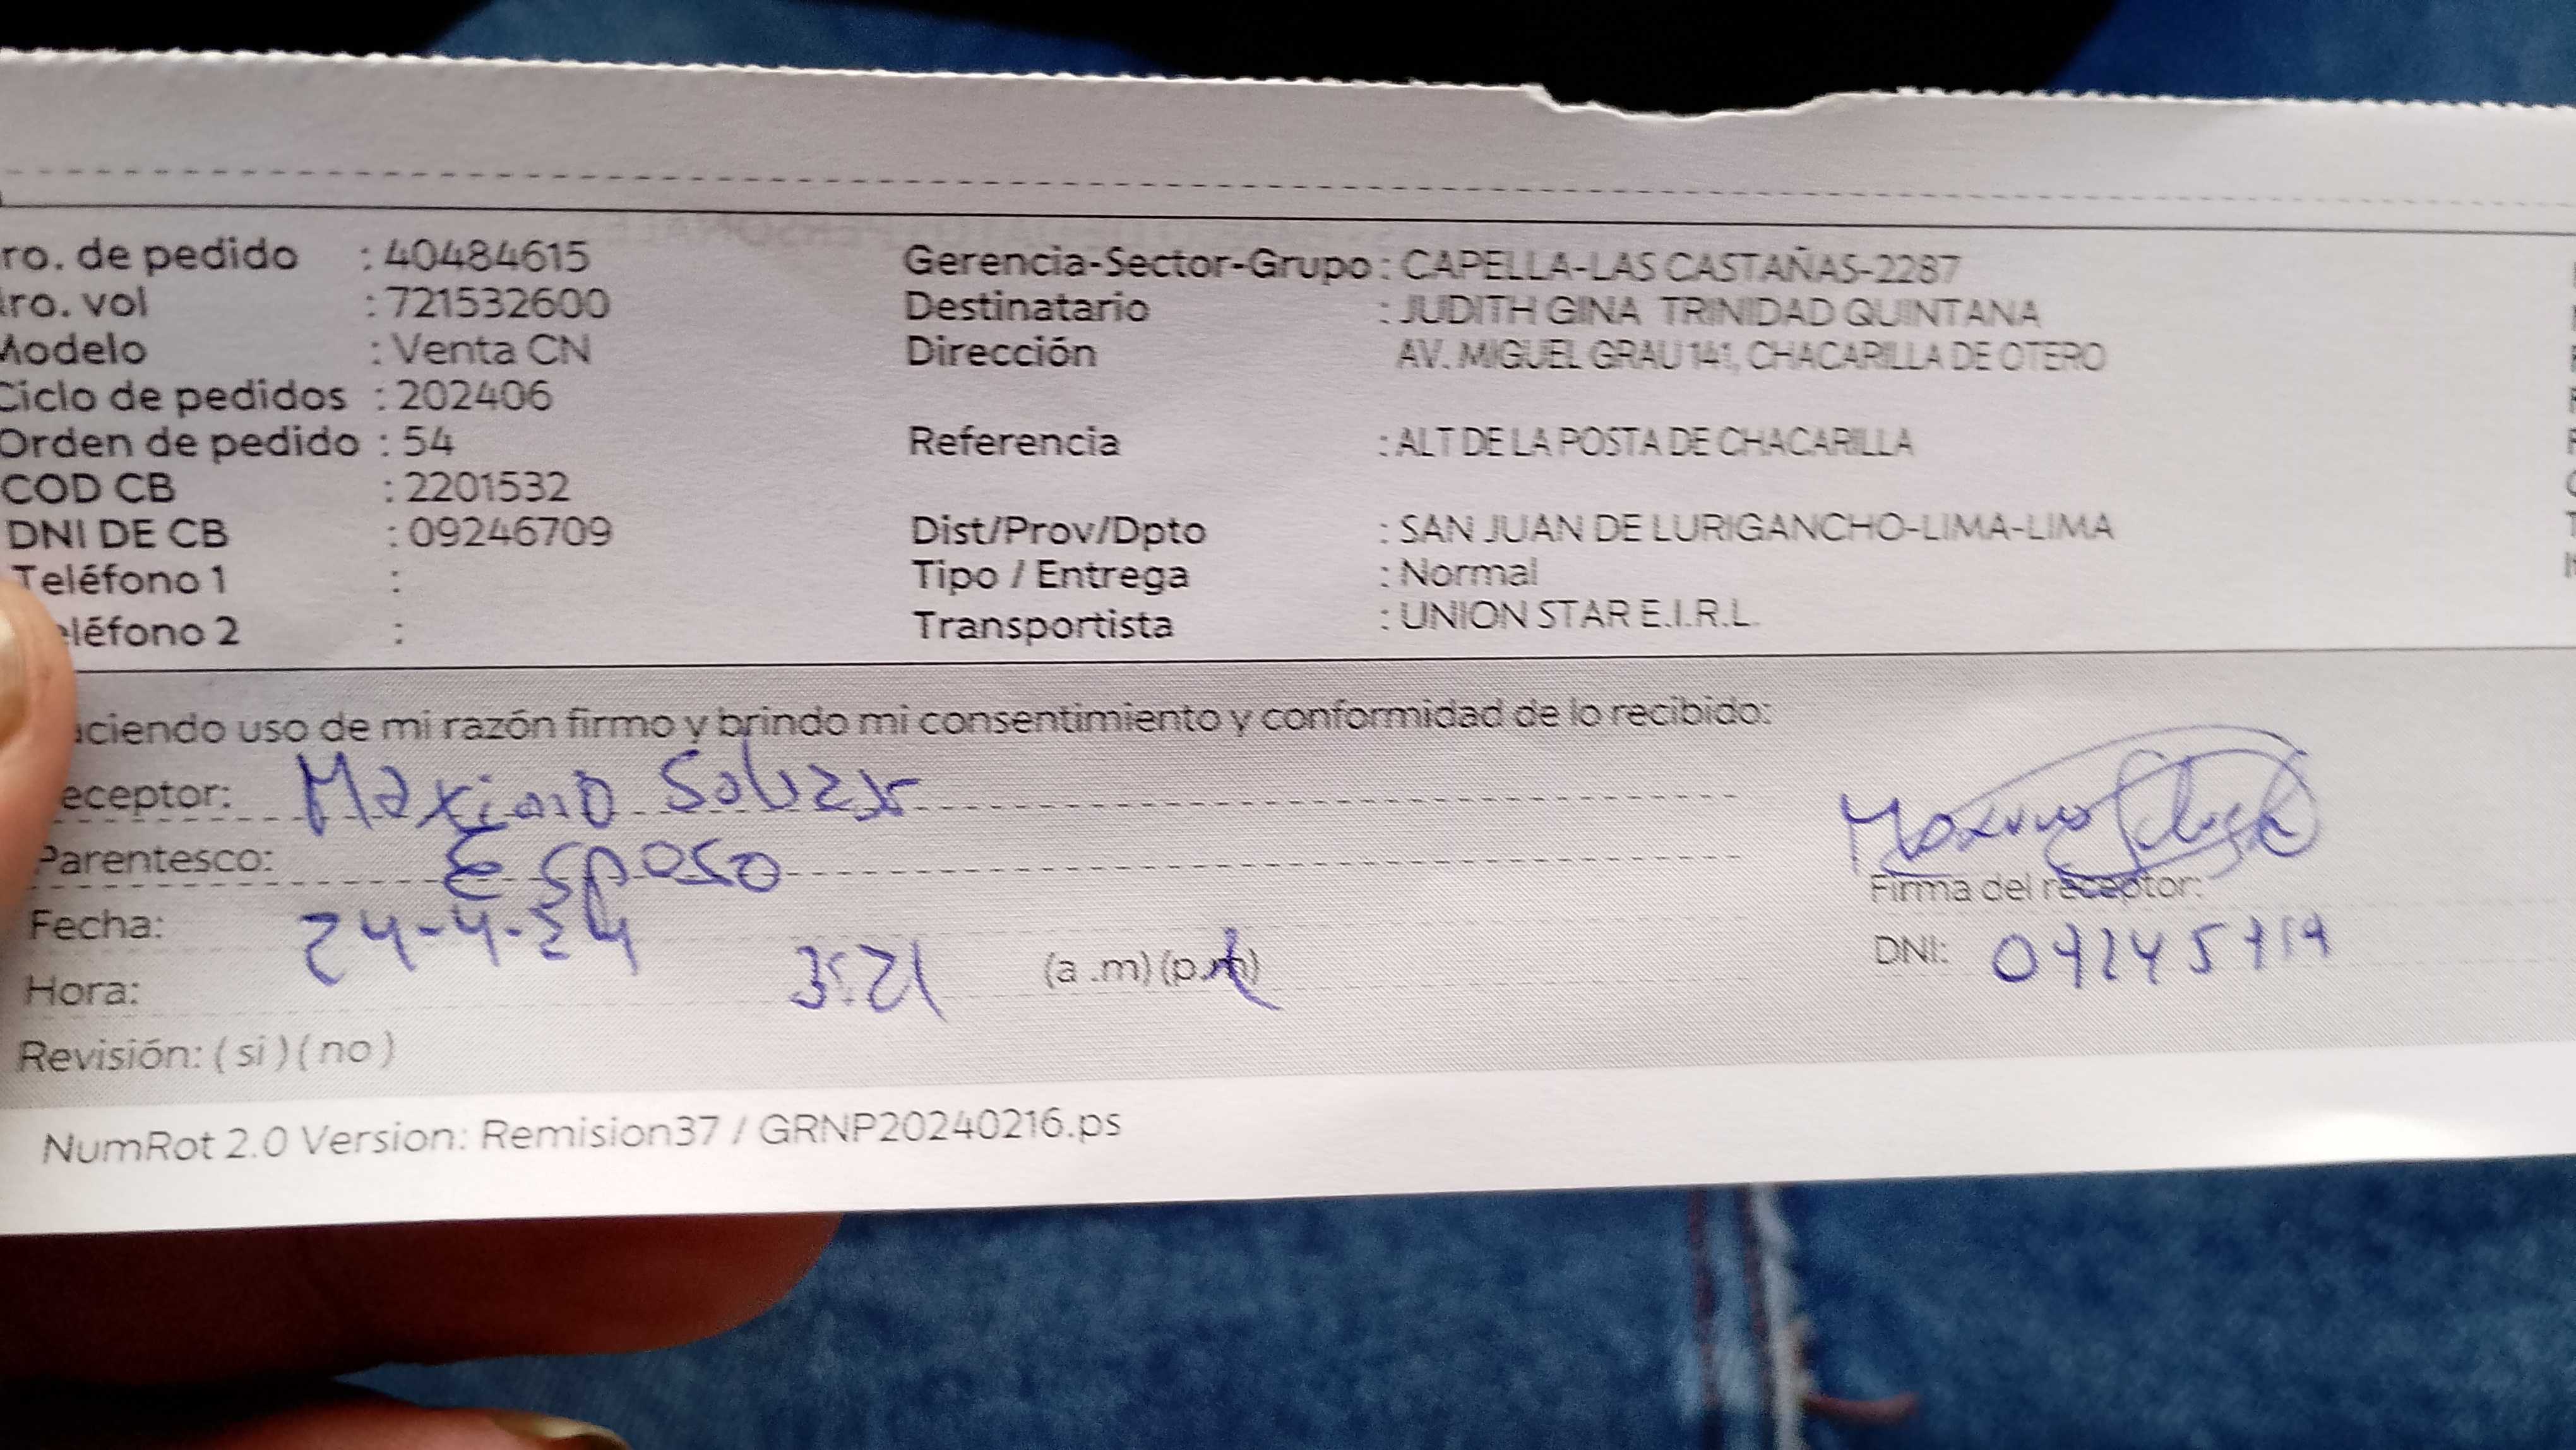 ro. de pedido : 40484615
ro. vol : 721532600
Modelo : Venta CN
Ciclo de pedidos : 202406
Orden de pedido : 54
COD CB : 2201532
DNI DE CB : 09246709
Teléfono 1 :
eléfono 2 :
Gerencia-Sector-Grupo : CAPELLA-LAS CASTAÑAS-2287
Destinatario : JUDITH GINA TRINIDAD QUINTANA
Dirección AV. MIGUEL GRAU 141, CHACARILLA DE OTERO
Referencia : ALT DE LA POSTA DE CHACARILLA
Dist/Prov/Dpto : SAN JUAN DE LURIGANCHO-LIMA-LIMA
Tipo / Entrega : Normal
Transportista : UNION STAR E.I.R.L.
aciendo uso de mi razón firmo y brindo mi consentimiento y conformidad de lo recibido:
eceptor: Maximo
Parentesco: Esposo
Fecha: 24-4-24
Hora: 3:21 (a .m) (p.m)
Revisión: ( si ) ( no )
Firma del receptor:
DNI:
NumRot 2.0 Version: Remision37 / GRNP20240216.ps